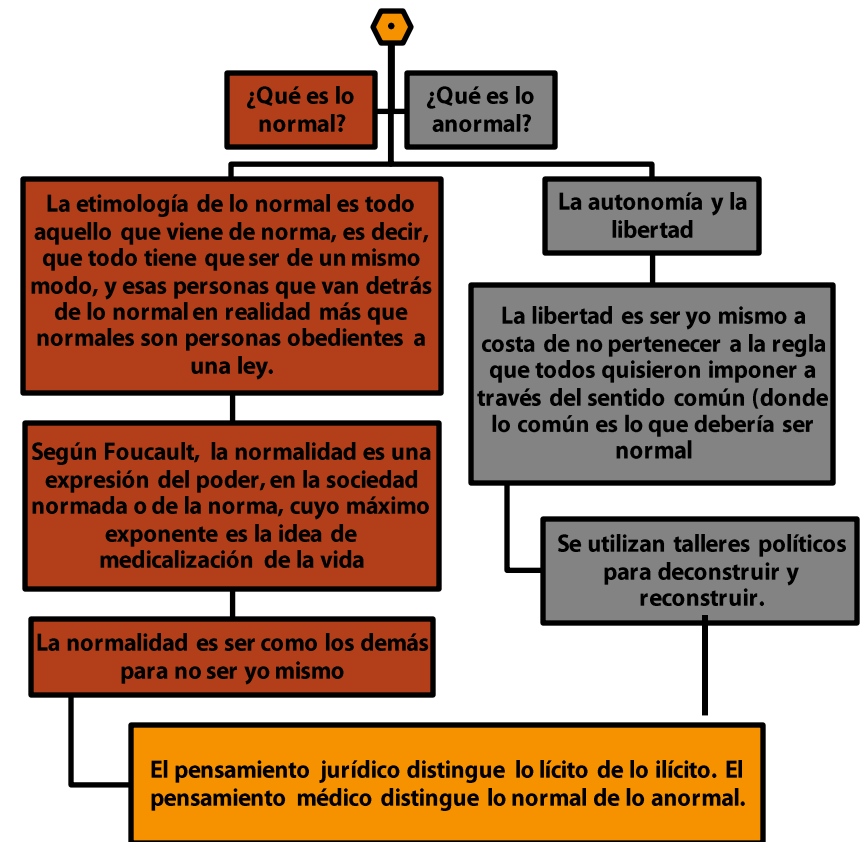 ¿Qué es lo
normal?
¿Qué es lo
anormal?
La etimología de lo normal es todo
aquello que viene de norma, es decir,
que todo tiene que ser de un mismo
modo, y esas personas que van detrás
de lo normal en realidad más que
normales son personas obedientes a
una ley.
Según Foucault, la normalidad es una
expresión del poder, en la sociedad
normada o de la norma, cuyo máximo
exponente es la idea de
medicalización de la vida
La normalidad es ser como los demás
para no ser yo mismo
La autonomía y la
libertad
La libertad es ser yo mismo a
costa de no pertenecer a la regla
que todos quisieron imponer a
través del sentido común (donde
lo común es lo que debería ser
normal
Se utilizan talleres políticos
para deconstruir y
reconstruir.
El pensamiento jurídico distingue lo lícito de lo ilícito. El
pensamiento médico distingue lo normal de lo anormal.